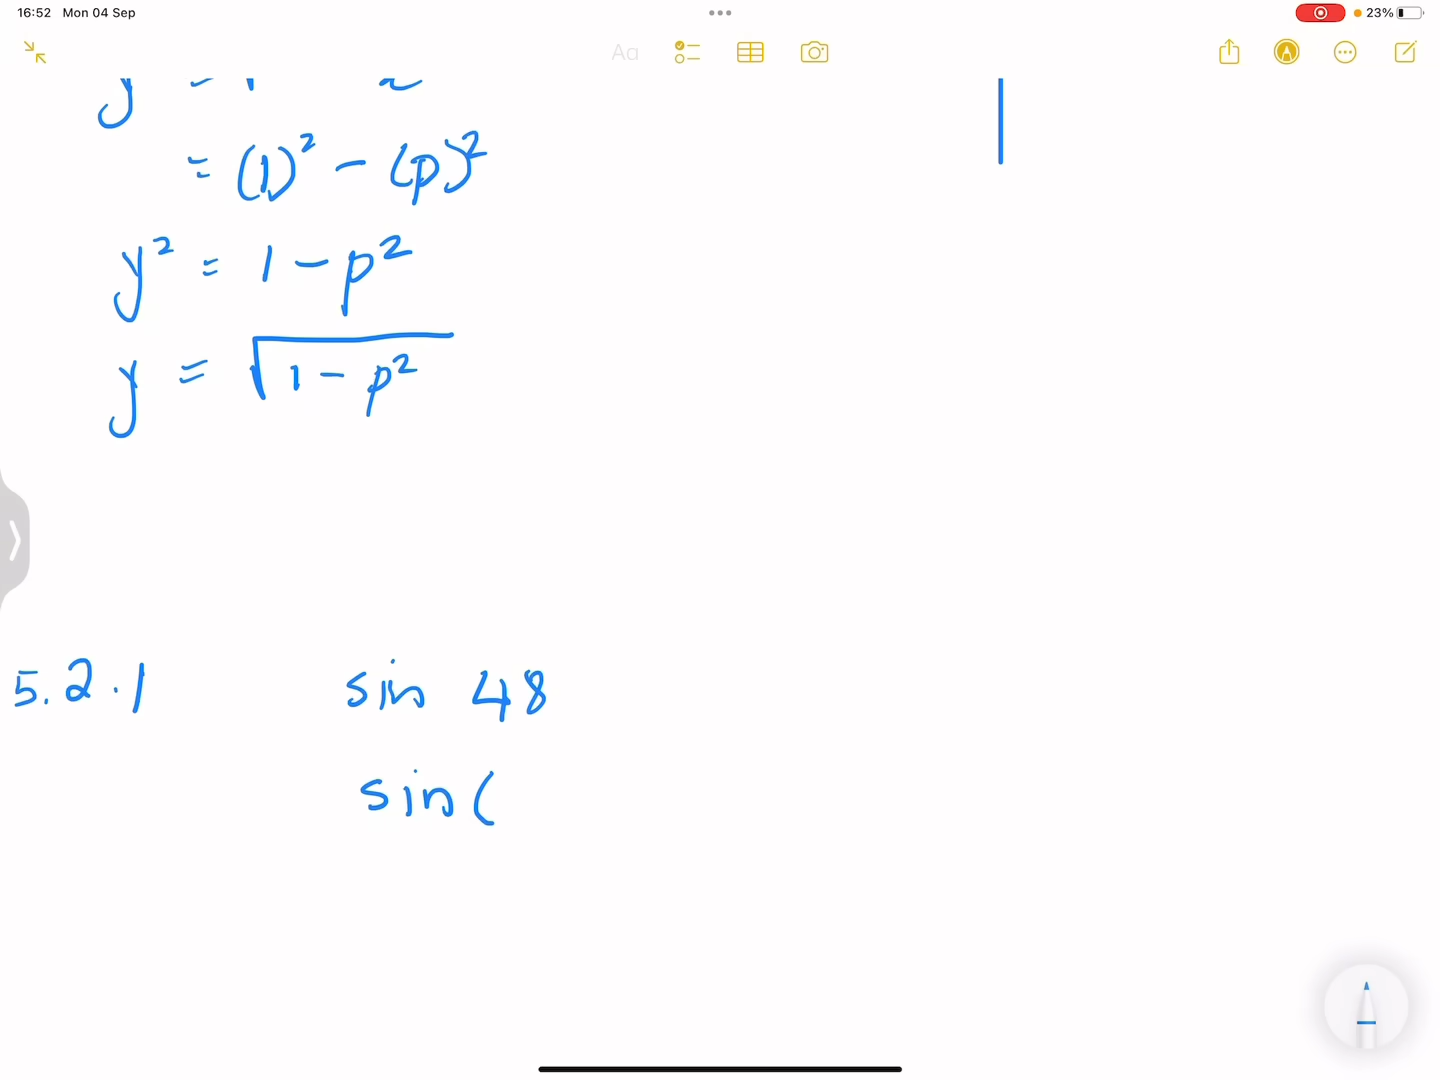 16:52 Mon 04 Sep
23%
Aa
= (1)² - (p)²
y² = 1 - p²
y = √1 - p²
5.2.1 sin 48
sin (